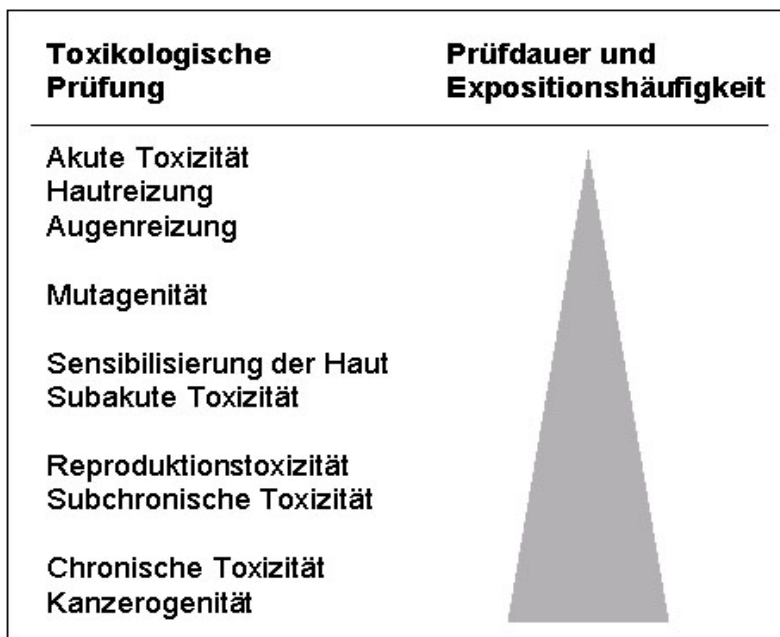 Toxikologische
Prüfung
Prüfdauer und
Expositionshäufigkeit
Akute Toxizität
Hautreizung
Augenreizung
Mutagenität
Sensibilisierung der Haut
Subakute Toxizität
Reproduktionstoxizität
Subchronische Toxizität
Chronische Toxizität
Kanzerogenität